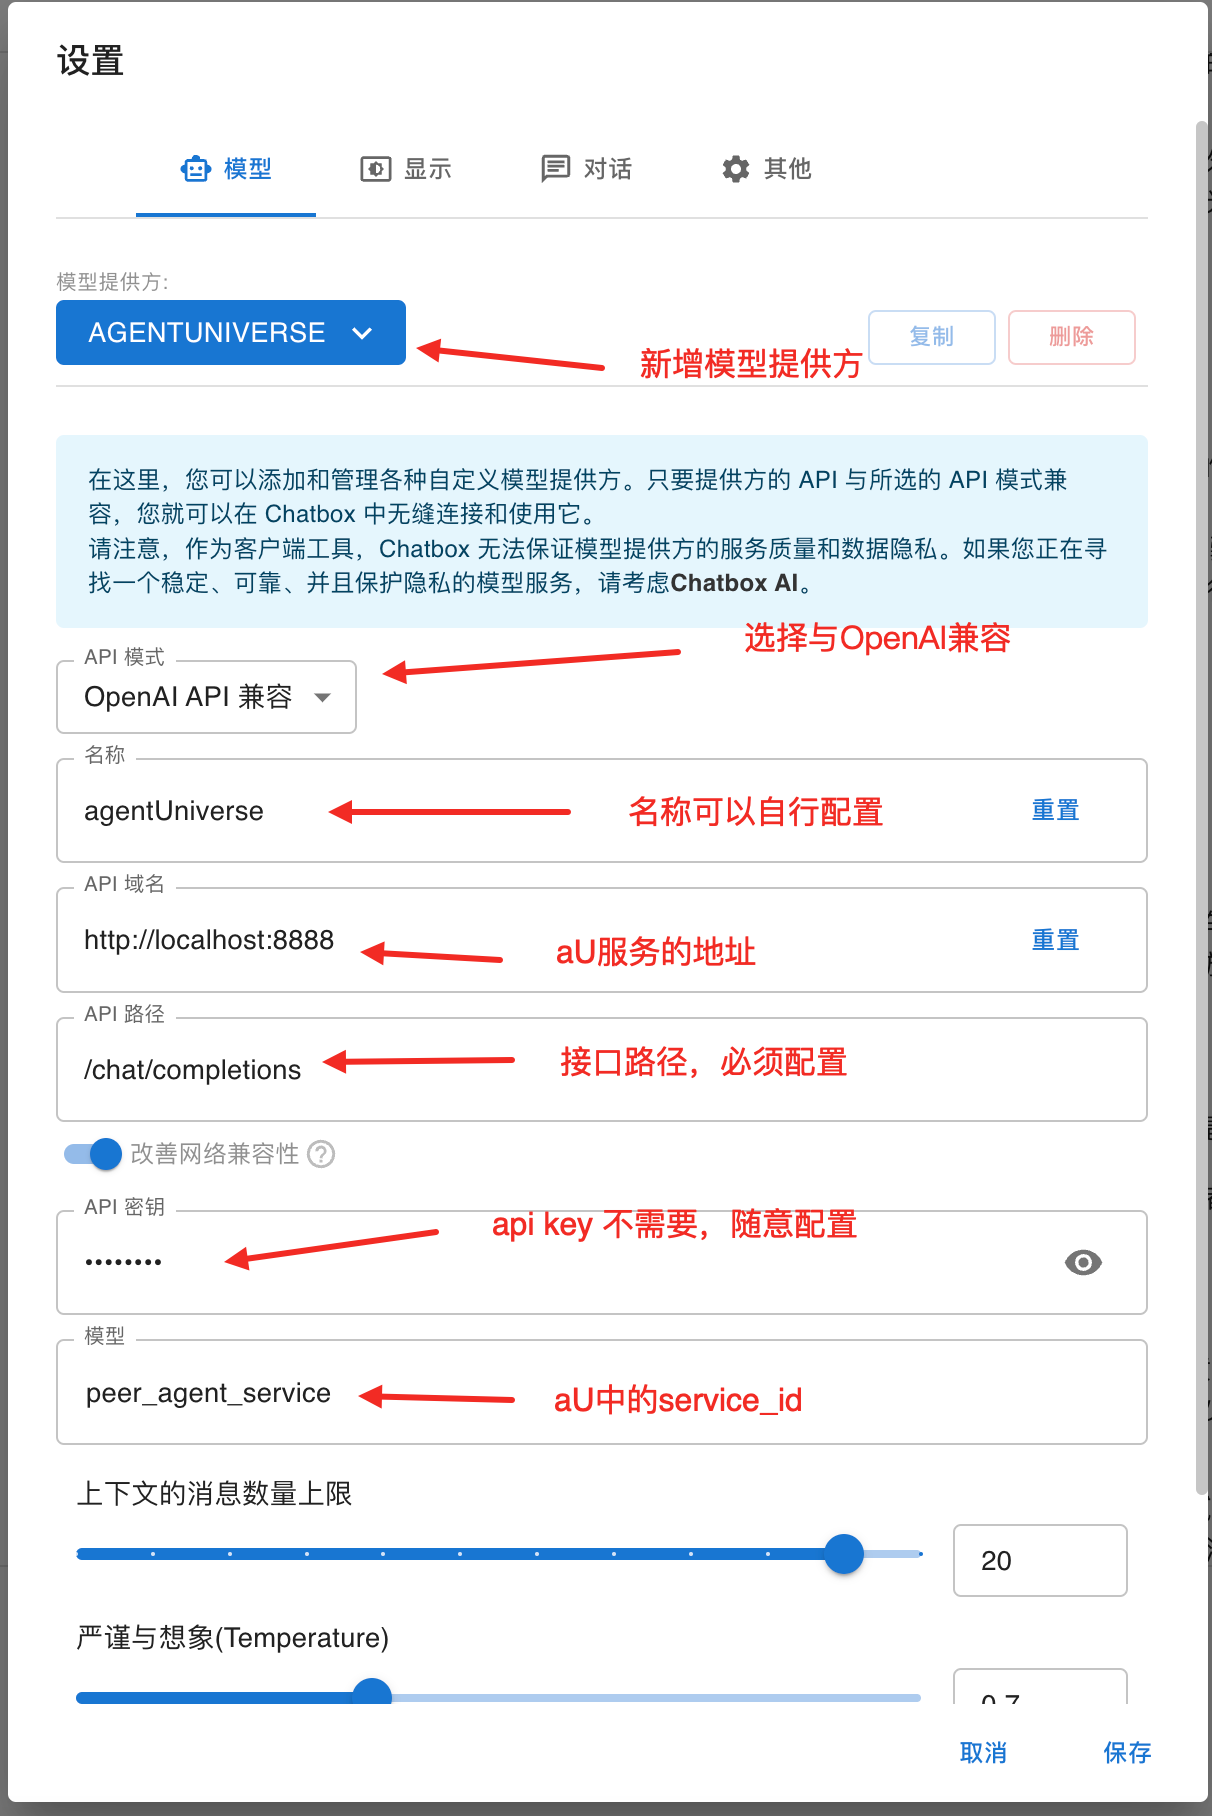 设置
模型
显示
对话
其他
模型提供方:
AGENTUNIVERSE
新增模型提供方
复制
删除
在这里，您可以添加和管理各种自定义模型提供方。只要提供方的 API 与所选的 API 模式兼
容，您就可以在 Chatbox 中无缝连接和使用它。
请注意，作为客户端工具，Chatbox 无法保证模型提供方的服务质量和数据隐私。如果您正在寻
找一个稳定、可靠、并且保护隐私的模型服务，请考虑Chatbox AI。
选择与OpenAI兼容
API 模式
OpenAI API 兼容
名称
agentUniverse
名称可以自行配置
重置
API 域名
http://localhost:8888
aU服务的地址
重置
API 路径
/chat/completions
接口路径，必须配置
改善网络兼容性
API 密钥
api key 不需要，随意配置
••••••••
模型
peer_agent_service
aU中的service_id
上下文的消息数量上限
20
严谨与想象(Temperature)
0.7
取消
保存